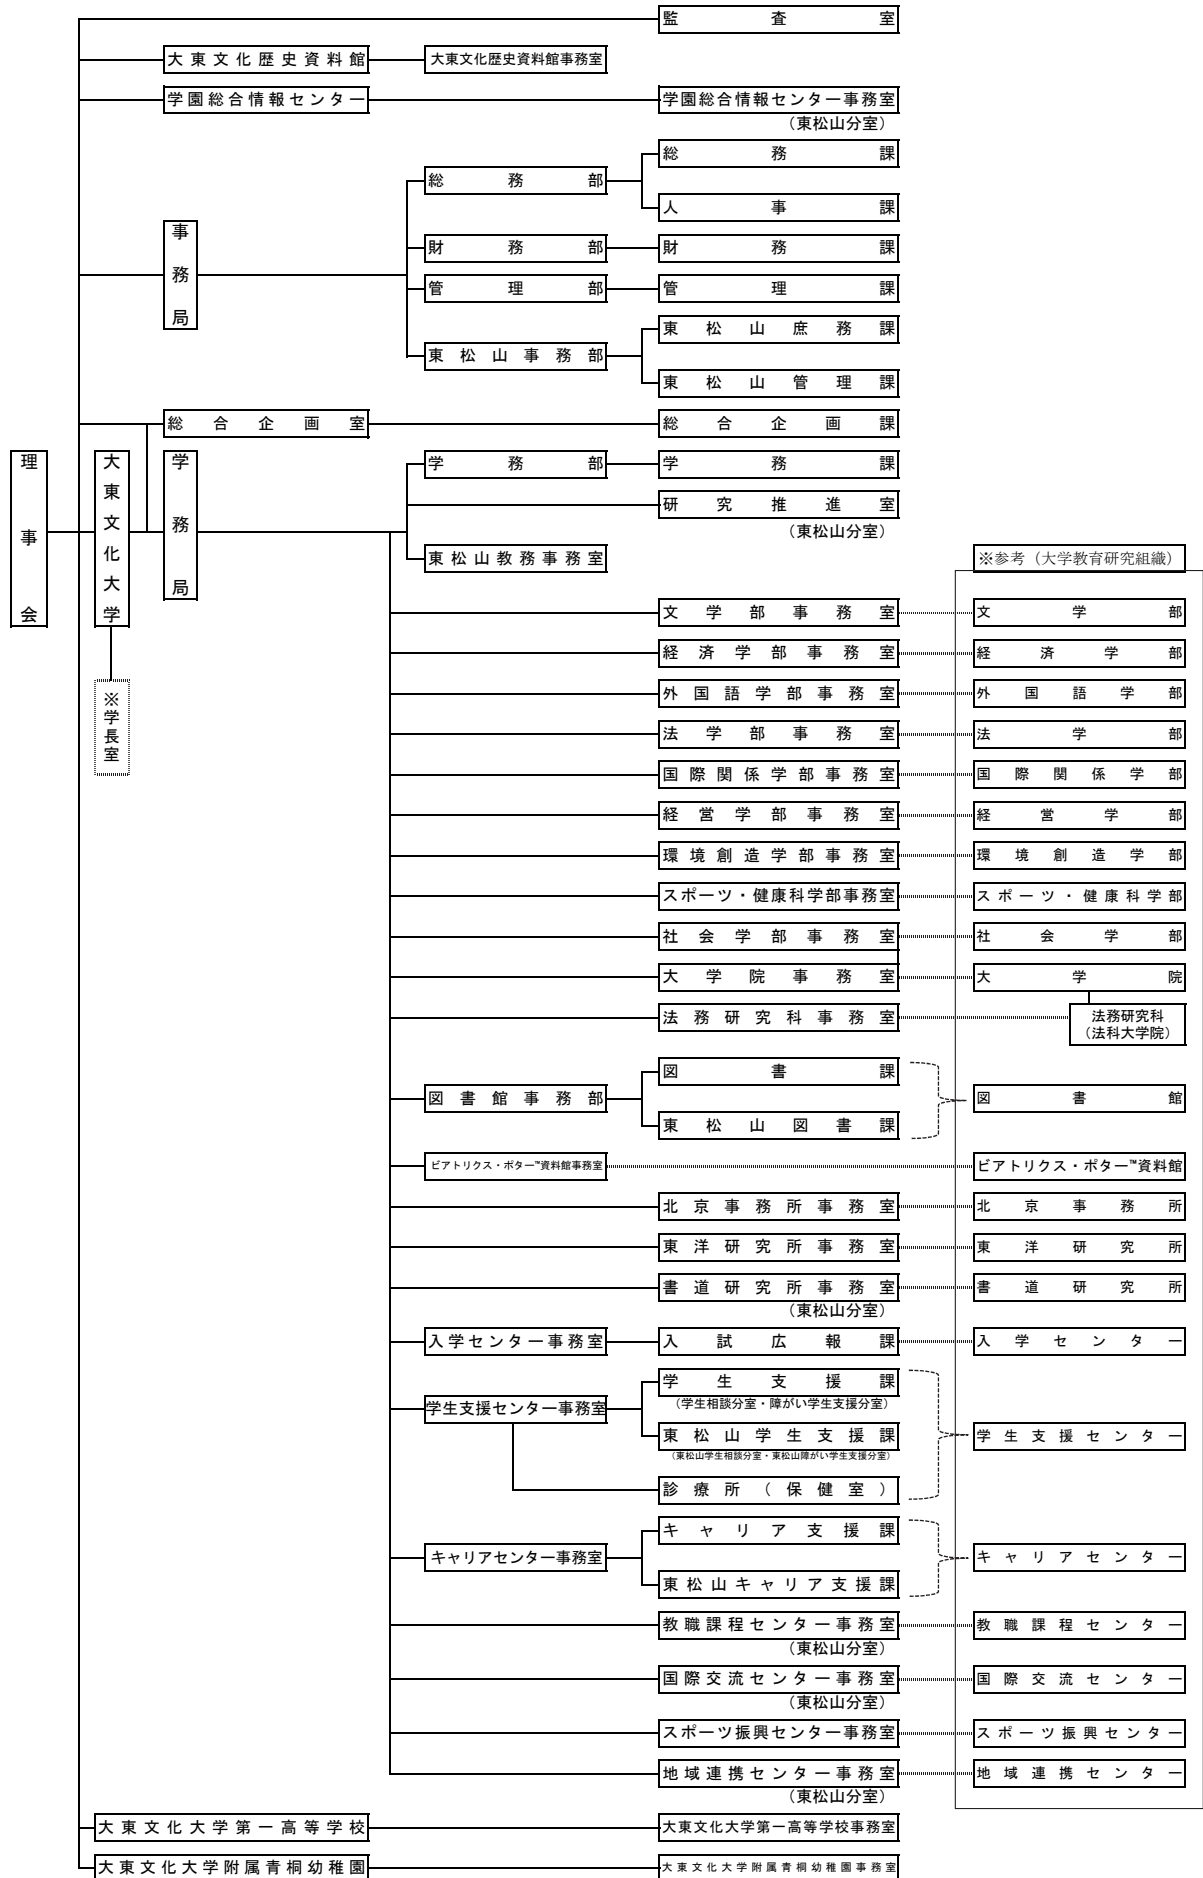 監査室
大東文化歴史資料館 大東文化歴史資料館事務室
学園総合情報センター 学園総合情報センター事務室
（東松山分室）
総務課
総務部
人事課
事務局
財務部 財務課
管理部 管理課
東松山庶務課
東松山事務部
東松山管理課
総合企画室 総合企画課
理事会
大東文化大学
学務局
学務部 学務課
研究推進室
（東松山分室）
東松山教務事務室
※参考（大学教育研究組織）
文学部事務室 文学部
経済学部事務室 経済学部
※学長室
外国語学部事務室 外国語学部
法学部事務室 法学部
国際関係学部事務室 国際関係学部
経営学部事務室 経営学部
環境創造学部事務室 環境創造学部
スポーツ・健康科学部事務室 スポーツ・健康科学部
社会学部事務室 社会学部
大学院事務室 大学院
法務研究科事務室 法務研究科
（法科大学院）
図書課
図書館事務部 図書館
東松山図書課
ビアトリクス・ポター™資料館事務室 ビアトリクス・ポター™資料館
北京事務所事務室 北京事務所
東洋研究所事務室 東洋研究所
書道研究所事務室 書道研究所
（東松山分室）
入学センター事務室 入試広報課 入学センター
学生支援課
（学生相談分室・障がい学生支援分室）
学生支援センター事務室
東松山学生支援課 学生支援センター
（東松山学生相談分室・東松山障がい学生支援分室）
診療所（保健室）
キャリア支援課
キャリアセンター事務室 キャリアセンター
東松山キャリア支援課
教職課程センター事務室 教職課程センター
（東松山分室）
国際交流センター事務室 国際交流センター
（東松山分室）
スポーツ振興センター事務室 スポーツ振興センター
地域連携センター事務室 地域連携センター
（東松山分室）
大東文化大学第一高等学校 大東文化大学第一高等学校事務室
大東文化大学附属青桐幼稚園 大東文化大学附属青桐幼稚園事務室